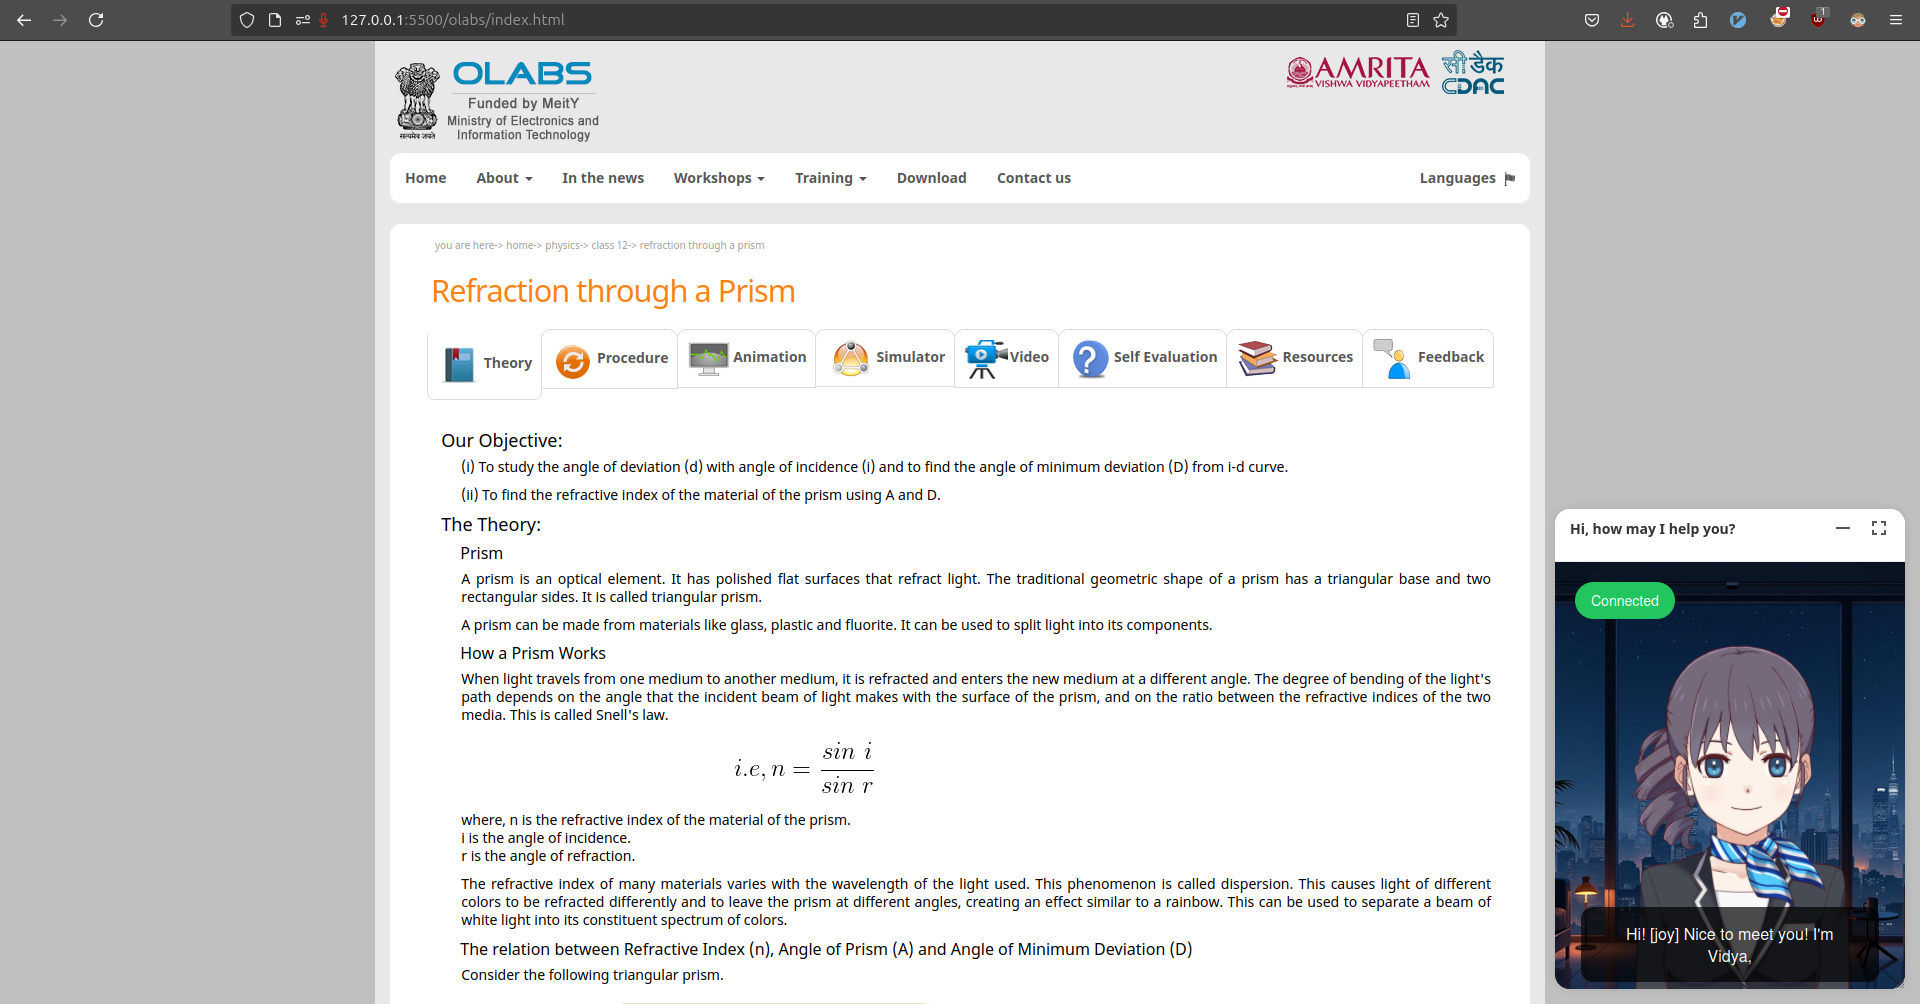 127.0.0.1:5500/olabs/index.html
1
OLABS
Funded by MeitY
Ministry of Electronics and
Information Technology
सत्यमेव जयते
AMRITA
VISHWA VIDYAPEETHAM
सी डैक
CDAC
Home About In the news Workshops Training Download Contact us Languages
you are here-> home-> physics-> class 12-> refraction through a prism
Refraction through a Prism
Theory Procedure Animation Simulator Video Self Evaluation Resources Feedback
Our Objective:
(i) To study the angle of deviation (d) with angle of incidence (i) and to find the angle of minimum deviation (D) from i-d curve.
(ii) To find the refractive index of the material of the prism using A and D.
The Theory:
Prism
A prism is an optical element. It has polished flat surfaces that refract light. The traditional geometric shape of a prism has a triangular base and two
rectangular sides. It is called triangular prism.
A prism can be made from materials like glass, plastic and fluorite. It can be used to split light into its components.
How a Prism Works
When light travels from one medium to another medium, it is refracted and enters the new medium at a different angle. The degree of bending of the light's
path depends on the angle that the incident beam of light makes with the surface of the prism, and on the ratio between the refractive indices of the two
media. This is called Snell's law.
i.e, n = sin i / sin r
where, n is the refractive index of the material of the prism.
i is the angle of incidence.
r is the angle of refraction.
The refractive index of many materials varies with the wavelength of the light used. This phenomenon is called dispersion. This causes light of different
colors to be refracted differently and to leave the prism at different angles, creating an effect similar to a rainbow. This can be used to separate a beam of
white light into its constituent spectrum of colors.
The relation between Refractive Index (n), Angle of Prism (A) and Angle of Minimum Deviation (D)
Consider the following triangular prism.
Hi, how may I help you?
Connected
Hi! [joy] Nice to meet you! I'm
Vidya,